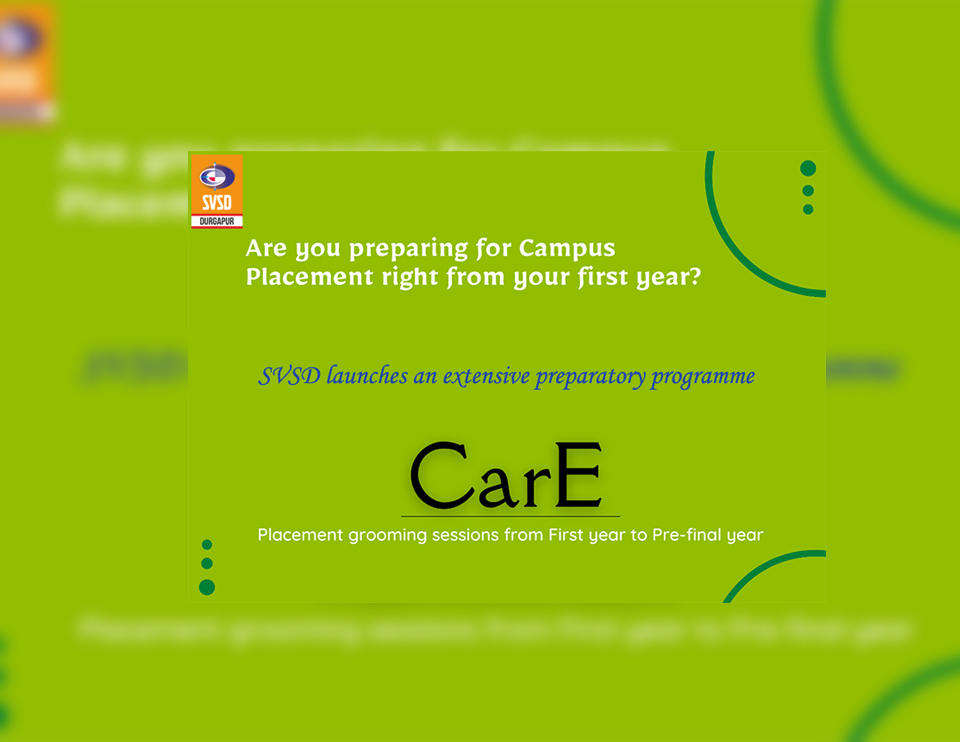 SVSD
DURGAPUR
Are you preparing for Campus
Placement right from your first year?
SVSD launches an extensive preparatory programme
CarE
Placement grooming sessions from First year to Pre-final year